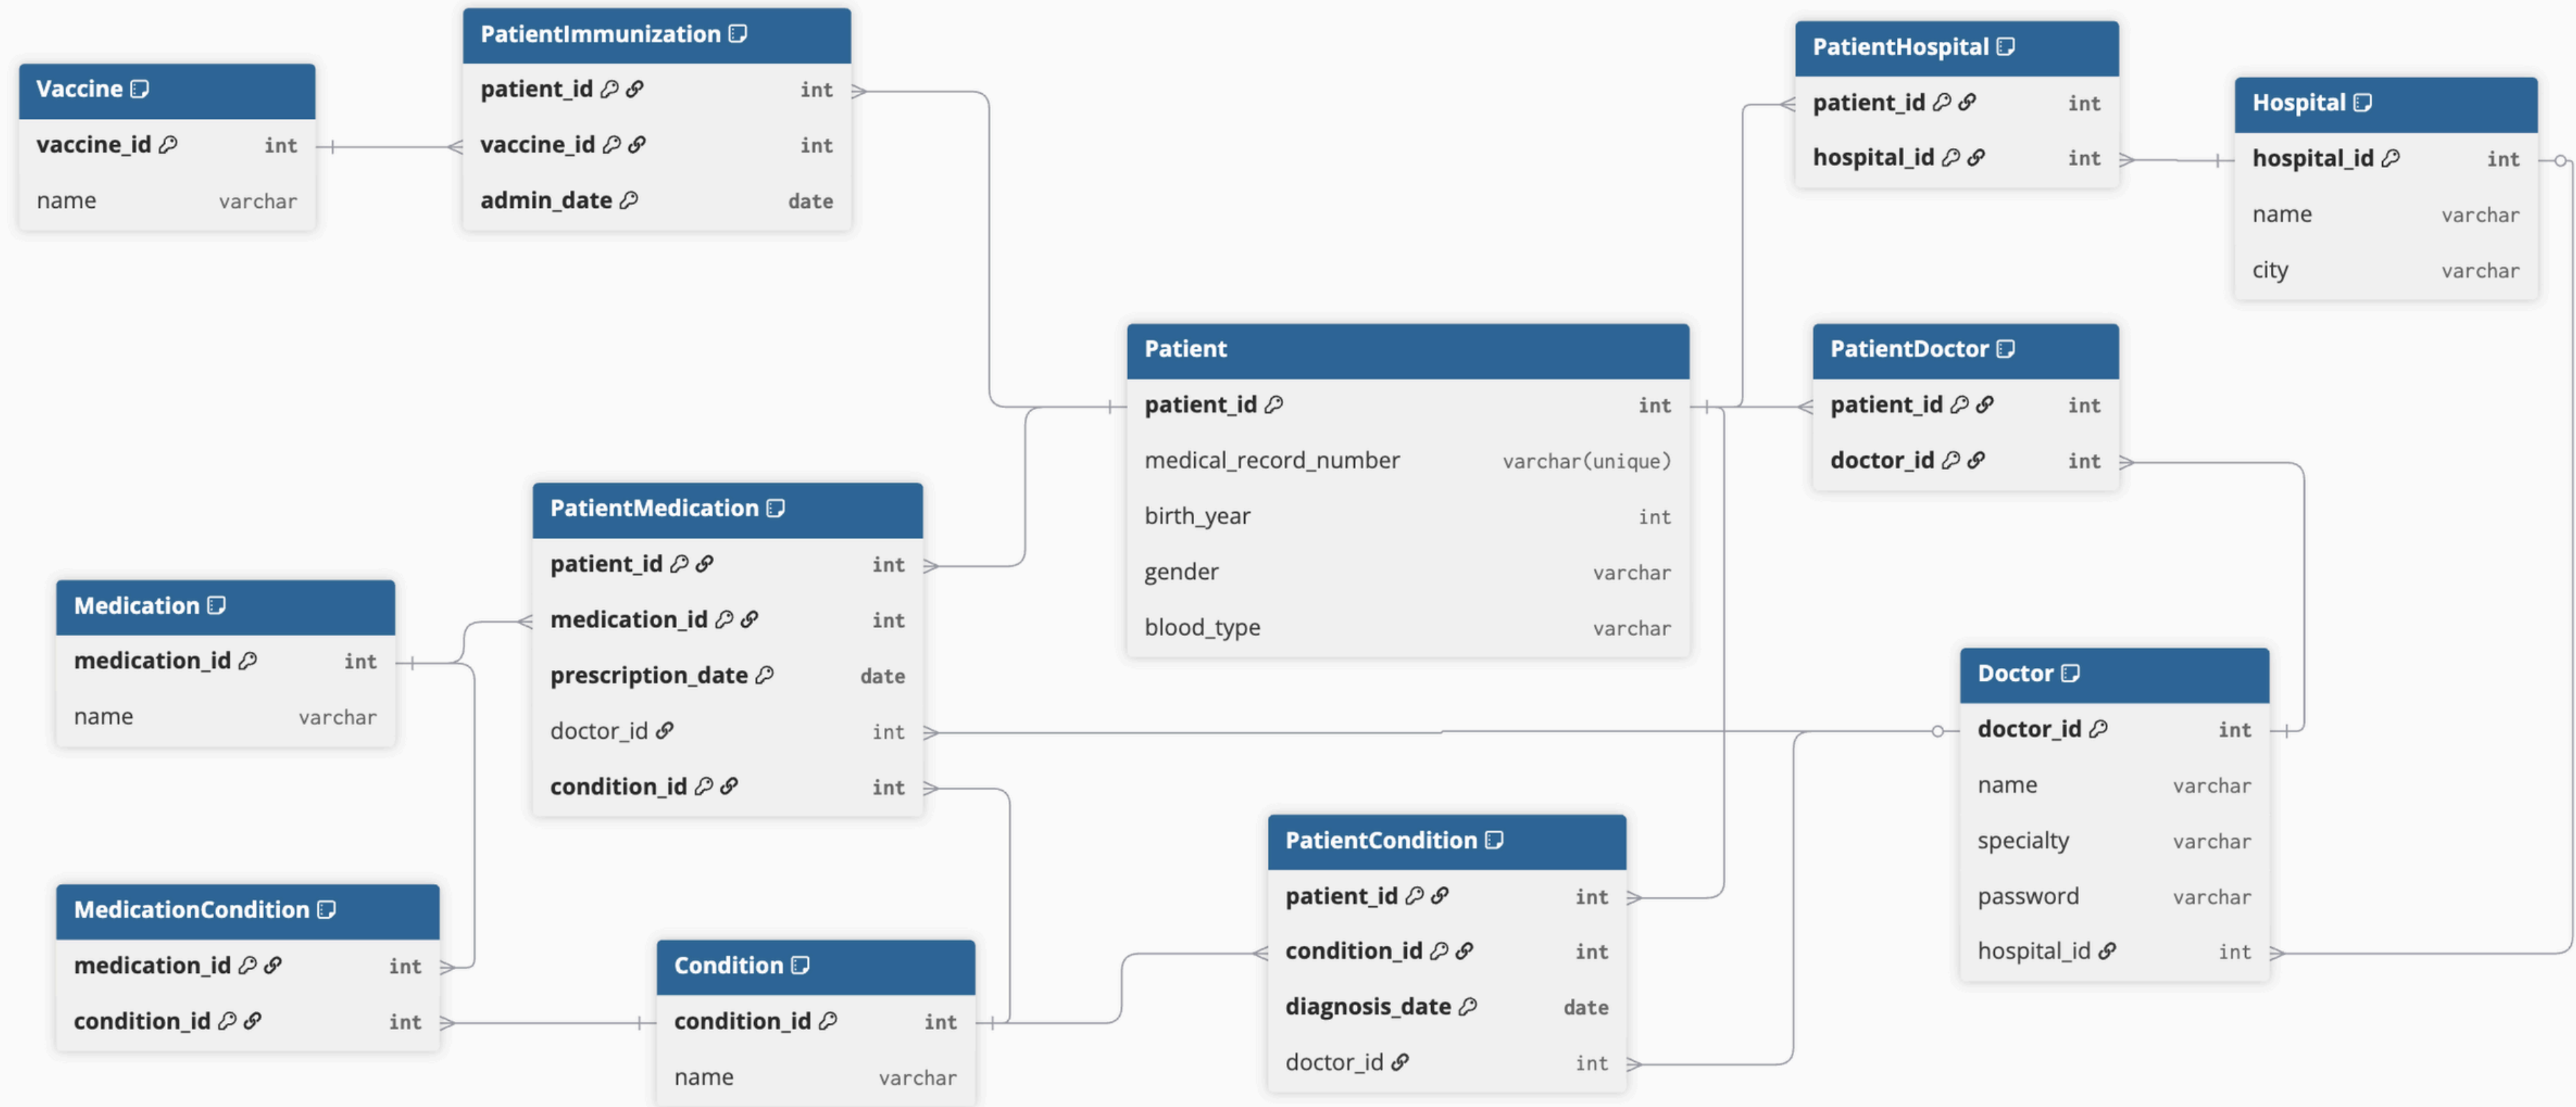 Vaccine
vaccine_id int
name varchar
PatientImmunization
patient_id int
vaccine_id int
admin_date date
PatientHospital
patient_id int
hospital_id int
Hospital
hospital_id int
name varchar
city varchar
Patient
patient_id int
medical_record_number varchar(unique)
birth_year int
gender varchar
blood_type varchar
PatientDoctor
patient_id int
doctor_id int
PatientMedication
patient_id int
medication_id int
prescription_date date
doctor_id int
condition_id int
Medication
medication_id int
name varchar
Doctor
doctor_id int
name varchar
specialty varchar
password varchar
hospital_id int
MedicationCondition
medication_id int
condition_id int
Condition
condition_id int
name varchar
PatientCondition
patient_id int
condition_id int
diagnosis_date date
doctor_id int